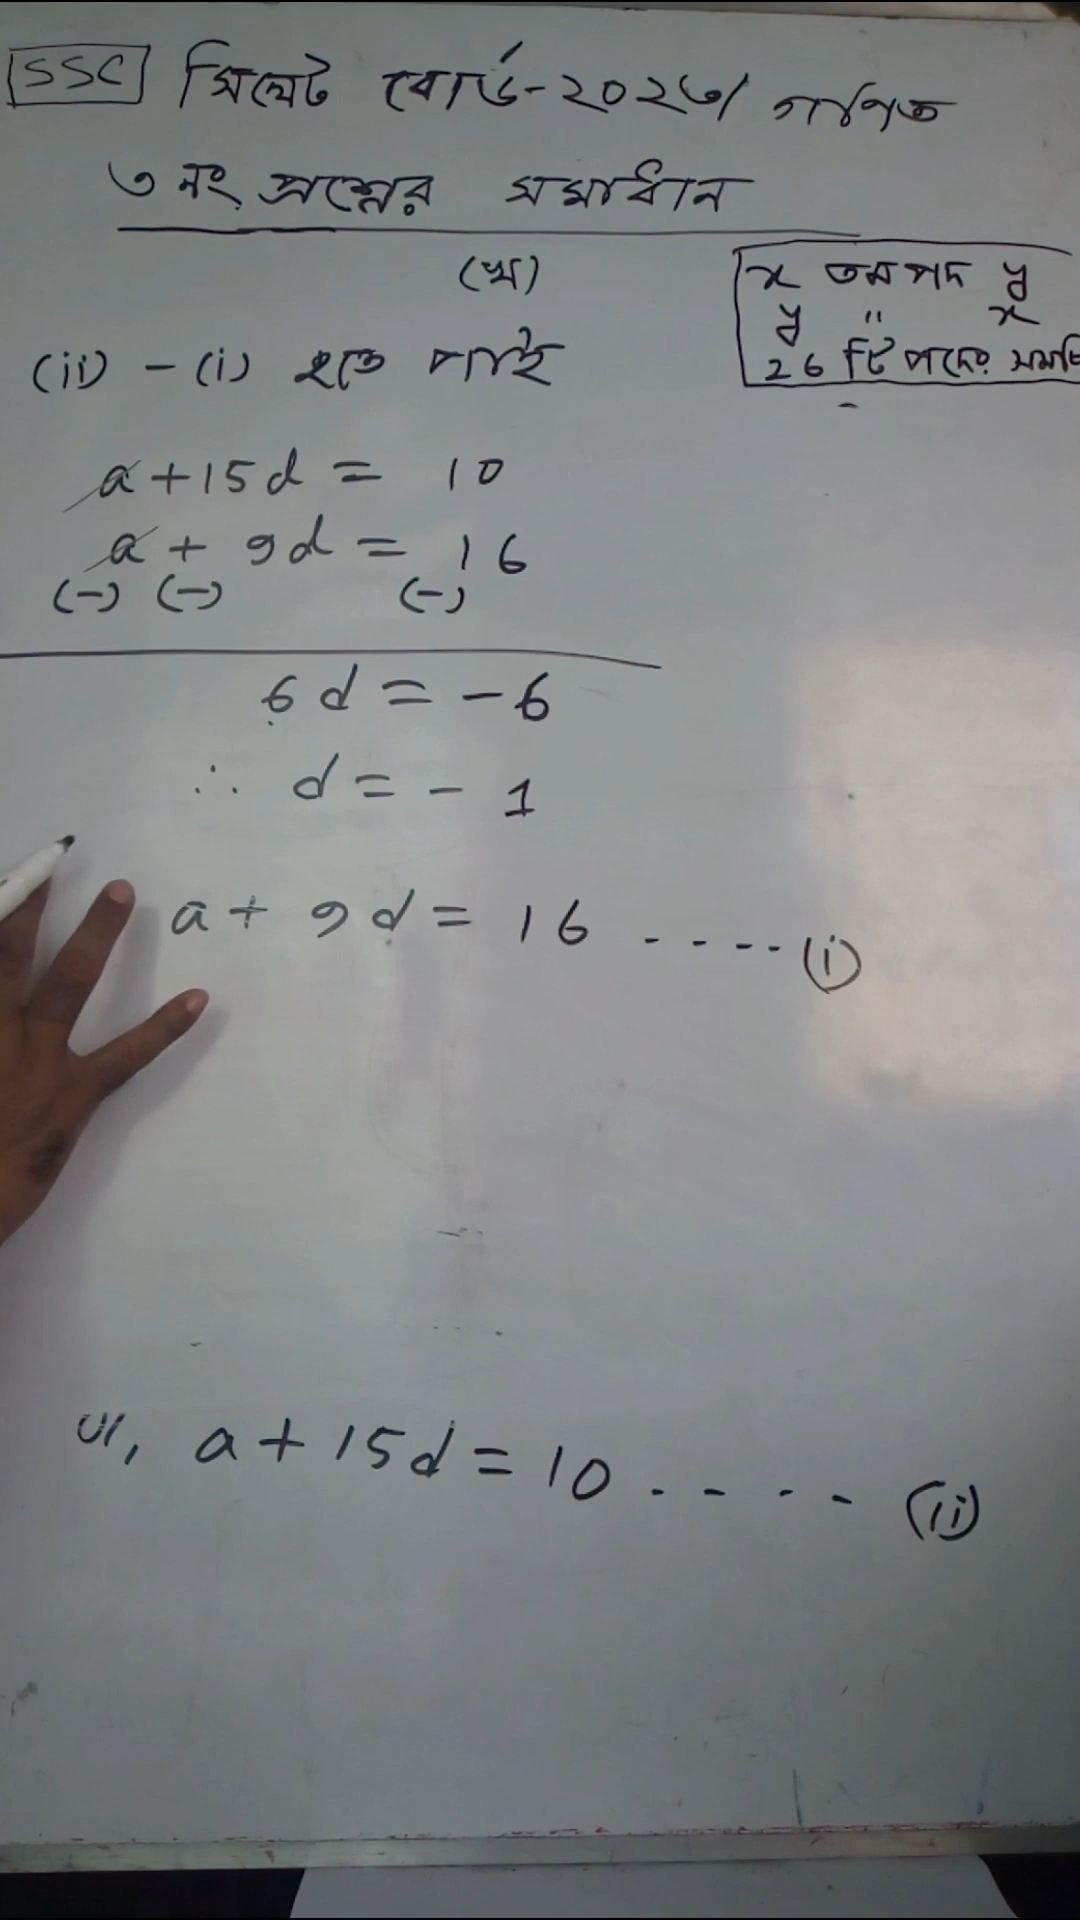 SSC সিলেট বোর্ড-২০২৩/ গণিত
৩ নং প্রশ্নের সমাধান
(খ)
x তম পদ y
y " x
26 টি পদের সমষ্টি
(ii) - (i) হতে পাই
a + 15d = 10
a + 9d = 16
(-) (-) (-)
6d = -6
∴ d = - 1
a + 9d = 16 ---- (i)
বা, a + 15d = 10 ---- (ii)